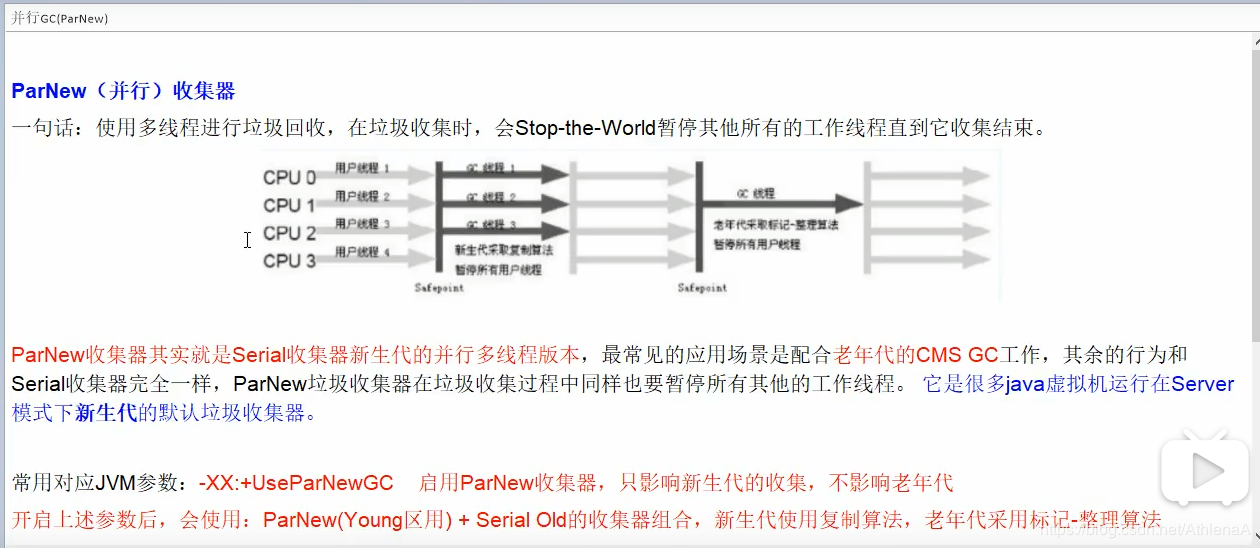 并行GC(ParNew)
ParNew（并行）收集器
一句话：使用多线程进行垃圾回收，在垃圾收集时，会Stop-the-World暂停其他所有的工作线程直到它收集结束。
CPU 0 用户线程 1 GC 线程 1
CPU 1 用户线程 2 GC 线程 2 GC 线程
CPU 2 用户线程 3 GC 线程 3 老年代采取标记-整理算法
CPU 3 用户线程 4 新生代采取复制算法 暂停所有用户线程
暂停所有用户线程
Safepoint Safepoint
ParNew收集器其实就是Serial收集器新生代的并行多线程版本，最常见的应用场景是配合老年代的CMS GC工作，其余的行为和
Serial收集器完全一样，ParNew垃圾收集器在垃圾收集过程中同样也要暂停所有其他的工作线程。 它是很多java虚拟机运行在Server
模式下新生代的默认垃圾收集器。
常用对应JVM参数：-XX:+UseParNewGC 启用ParNew收集器，只影响新生代的收集，不影响老年代
开启上述参数后，会使用：ParNew(Young区用) + Serial Old的收集器组合，新生代使用复制算法，老年代采用标记-整理算法
https://blog.csdn.net/AthlenaA